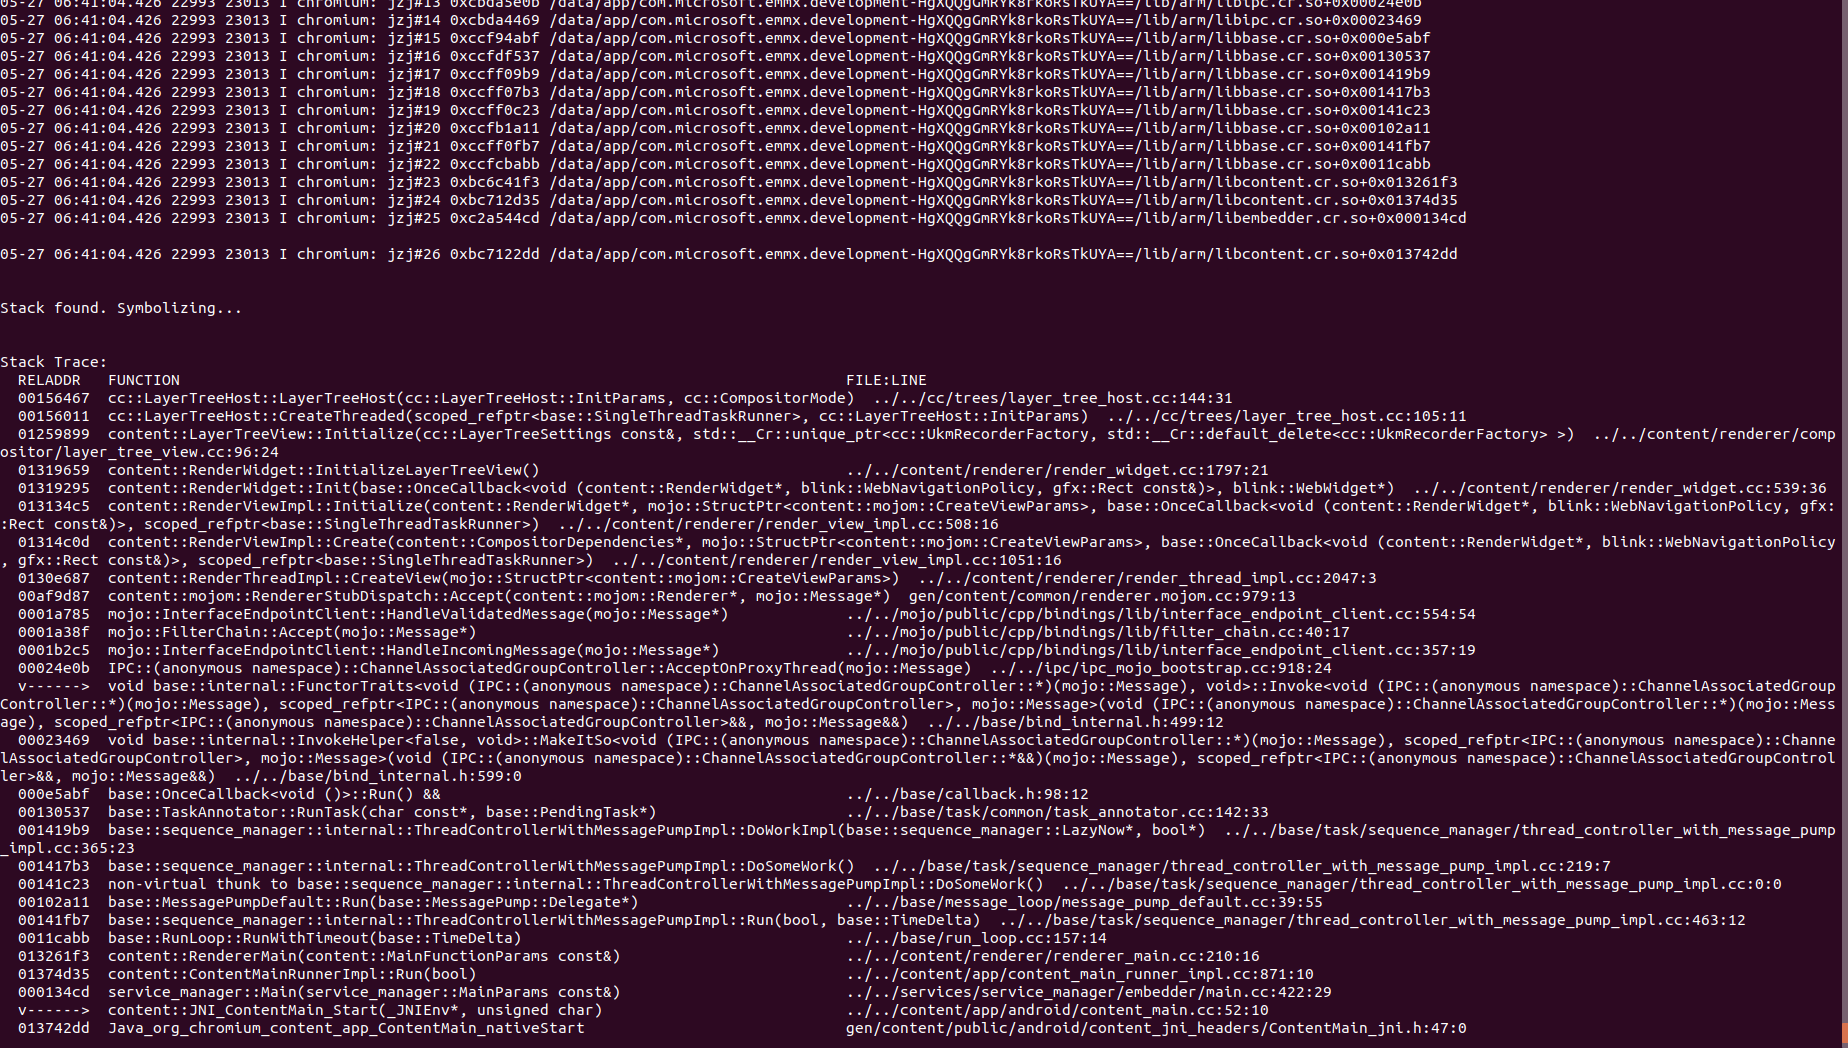 05-27 06:41:04.426 22993 23013 I chromium: jzj#13 0xcbda5e0b /data/app/com.microsoft.emmx.development-HgXQQgGmRYk8rkoRsTkUYA==/lib/arm/libipc.cr.so+0x00024e0b
05-27 06:41:04.426 22993 23013 I chromium: jzj#14 0xcbda4469 /data/app/com.microsoft.emmx.development-HgXQQgGmRYk8rkoRsTkUYA==/lib/arm/libipc.cr.so+0x00023469
05-27 06:41:04.426 22993 23013 I chromium: jzj#15 0xccf94abf /data/app/com.microsoft.emmx.development-HgXQQgGmRYk8rkoRsTkUYA==/lib/arm/libbase.cr.so+0x000e5abf
05-27 06:41:04.426 22993 23013 I chromium: jzj#16 0xccfdf537 /data/app/com.microsoft.emmx.development-HgXQQgGmRYk8rkoRsTkUYA==/lib/arm/libbase.cr.so+0x00130537
05-27 06:41:04.426 22993 23013 I chromium: jzj#17 0xccff09b9 /data/app/com.microsoft.emmx.development-HgXQQgGmRYk8rkoRsTkUYA==/lib/arm/libbase.cr.so+0x001419b9
05-27 06:41:04.426 22993 23013 I chromium: jzj#18 0xccff07b3 /data/app/com.microsoft.emmx.development-HgXQQgGmRYk8rkoRsTkUYA==/lib/arm/libbase.cr.so+0x001417b3
05-27 06:41:04.426 22993 23013 I chromium: jzj#19 0xccff0c23 /data/app/com.microsoft.emmx.development-HgXQQgGmRYk8rkoRsTkUYA==/lib/arm/libbase.cr.so+0x00141c23
05-27 06:41:04.426 22993 23013 I chromium: jzj#20 0xccfb1a11 /data/app/com.microsoft.emmx.development-HgXQQgGmRYk8rkoRsTkUYA==/lib/arm/libbase.cr.so+0x00102a11
05-27 06:41:04.426 22993 23013 I chromium: jzj#21 0xccff0fb7 /data/app/com.microsoft.emmx.development-HgXQQgGmRYk8rkoRsTkUYA==/lib/arm/libbase.cr.so+0x00141fb7
05-27 06:41:04.426 22993 23013 I chromium: jzj#22 0xccfcbabb /data/app/com.microsoft.emmx.development-HgXQQgGmRYk8rkoRsTkUYA==/lib/arm/libbase.cr.so+0x0011cabb
05-27 06:41:04.426 22993 23013 I chromium: jzj#23 0xbc6c41f3 /data/app/com.microsoft.emmx.development-HgXQQgGmRYk8rkoRsTkUYA==/lib/arm/libcontent.cr.so+0x013261f3
05-27 06:41:04.426 22993 23013 I chromium: jzj#24 0xbc712d35 /data/app/com.microsoft.emmx.development-HgXQQgGmRYk8rkoRsTkUYA==/lib/arm/libcontent.cr.so+0x01374d35
05-27 06:41:04.426 22993 23013 I chromium: jzj#25 0xc2a544cd /data/app/com.microsoft.emmx.development-HgXQQgGmRYk8rkoRsTkUYA==/lib/arm/libembedder.cr.so+0x000134cd
05-27 06:41:04.426 22993 23013 I chromium: jzj#26 0xbc7122dd /data/app/com.microsoft.emmx.development-HgXQQgGmRYk8rkoRsTkUYA==/lib/arm/libcontent.cr.so+0x013742dd
Stack found. Symbolizing...
Stack Trace:
RELADDR FUNCTION FILE:LINE
00156467 cc::LayerTreeHost::LayerTreeHost(cc::LayerTreeHost::InitParams, cc::CompositorMode) ../../cc/trees/layer_tree_host.cc:144:31
00156011 cc::LayerTreeHost::CreateThreaded(scoped_refptr<base::SingleThreadTaskRunner>, cc::LayerTreeHost::InitParams) ../../cc/trees/layer_tree_host.cc:105:11
01259899 content::LayerTreeView::Initialize(cc::LayerTreeSettings const&, std::__Cr::unique_ptr<cc::UkmRecorderFactory, std::__Cr::default_delete<cc::UkmRecorderFactory> >) ../../content/renderer/comp
ositor/layer_tree_view.cc:96:24
01319659 content::RenderWidget::InitializeLayerTreeView() ../../content/renderer/render_widget.cc:1797:21
01319295 content::RenderWidget::Init(base::OnceCallback<void (content::RenderWidget*, blink::WebNavigationPolicy, gfx::Rect const&)>, blink::WebWidget*) ../../content/renderer/render_widget.cc:539:36
013134c5 content::RenderViewImpl::Initialize(content::RenderWidget*, mojo::StructPtr<content::mojom::CreateViewParams>, base::OnceCallback<void (content::RenderWidget*, blink::WebNavigationPolicy, gfx:
:Rect const&)>, scoped_refptr<base::SingleThreadTaskRunner>) ../../content/renderer/render_view_impl.cc:508:16
01314c0d content::RenderViewImpl::Create(content::CompositorDependencies*, mojo::StructPtr<content::mojom::CreateViewParams>, base::OnceCallback<void (content::RenderWidget*, blink::WebNavigationPolicy
, gfx::Rect const&)>, scoped_refptr<base::SingleThreadTaskRunner>) ../../content/renderer/render_view_impl.cc:1051:16
0130e687 content::RenderThreadImpl::CreateView(mojo::StructPtr<content::mojom::CreateViewParams>) ../../content/renderer/render_thread_impl.cc:2047:3
00af9d87 content::mojom::RendererStubDispatch::Accept(content::mojom::Renderer*, mojo::Message*) gen/content/common/renderer.mojom.cc:979:13
0001a785 mojo::InterfaceEndpointClient::HandleValidatedMessage(mojo::Message*) ../../mojo/public/cpp/bindings/lib/interface_endpoint_client.cc:554:54
0001a38f mojo::FilterChain::Accept(mojo::Message*) ../../mojo/public/cpp/bindings/lib/filter_chain.cc:40:17
0001b2c5 mojo::InterfaceEndpointClient::HandleIncomingMessage(mojo::Message*) ../../mojo/public/cpp/bindings/lib/interface_endpoint_client.cc:357:19
00024e0b IPC::(anonymous namespace)::ChannelAssociatedGroupController::AcceptOnProxyThread(mojo::Message) ../../ipc/ipc_mojo_bootstrap.cc:918:24
v------> void base::internal::FunctorTraits<void (IPC::(anonymous namespace)::ChannelAssociatedGroupController::*)(mojo::Message), void>::Invoke<void (IPC::(anonymous namespace)::ChannelAssociatedGroup
Controller::*)(mojo::Message), scoped_refptr<IPC::(anonymous namespace)::ChannelAssociatedGroupController>, mojo::Message>(void (IPC::(anonymous namespace)::ChannelAssociatedGroupController::*)(mojo::Mess
age), scoped_refptr<IPC::(anonymous namespace)::ChannelAssociatedGroupController>&&, mojo::Message&&) ../../base/bind_internal.h:499:12
00023469 void base::internal::InvokeHelper<false, void>::MakeItSo<void (IPC::(anonymous namespace)::ChannelAssociatedGroupController::*)(mojo::Message), scoped_refptr<IPC::(anonymous namespace)::Channe
lAssociatedGroupController>, mojo::Message>(void (IPC::(anonymous namespace)::ChannelAssociatedGroupController::*&&)(mojo::Message), scoped_refptr<IPC::(anonymous namespace)::ChannelAssociatedGroupControl
ler>&&, mojo::Message&&) ../../base/bind_internal.h:599:0
000e5abf base::OnceCallback<void ()>::Run() && ../../base/callback.h:98:12
00130537 base::TaskAnnotator::RunTask(char const*, base::PendingTask*) ../../base/task/common/task_annotator.cc:142:33
001419b9 base::sequence_manager::internal::ThreadControllerWithMessagePumpImpl::DoWorkImpl(base::sequence_manager::LazyNow*, bool*) ../../base/task/sequence_manager/thread_controller_with_message_pump
_impl.cc:365:23
001417b3 base::sequence_manager::internal::ThreadControllerWithMessagePumpImpl::DoSomeWork() ../../base/task/sequence_manager/thread_controller_with_message_pump_impl.cc:219:7
00141c23 non-virtual thunk to base::sequence_manager::internal::ThreadControllerWithMessagePumpImpl::DoSomeWork() ../../base/task/sequence_manager/thread_controller_with_message_pump_impl.cc:0:0
00102a11 base::MessagePumpDefault::Run(base::MessagePump::Delegate*) ../../base/message_loop/message_pump_default.cc:39:55
00141fb7 base::sequence_manager::internal::ThreadControllerWithMessagePumpImpl::Run(bool, base::TimeDelta) ../../base/task/sequence_manager/thread_controller_with_message_pump_impl.cc:463:12
0011cabb base::RunLoop::RunWithTimeout(base::TimeDelta) ../../base/run_loop.cc:157:14
013261f3 content::RendererMain(content::MainFunctionParams const&) ../../content/renderer/renderer_main.cc:210:16
01374d35 content::ContentMainRunnerImpl::Run(bool) ../../content/app/content_main_runner_impl.cc:871:10
000134cd service_manager::Main(service_manager::MainParams const&) ../../services/service_manager/embedder/main.cc:422:29
v------> content::JNI_ContentMain_Start(_JNIEnv*, unsigned char) ../../content/app/android/content_main.cc:52:10
013742dd Java_org_chromium_content_app_ContentMain_nativeStart gen/content/public/android/content_jni_headers/ContentMain_jni.h:47:0